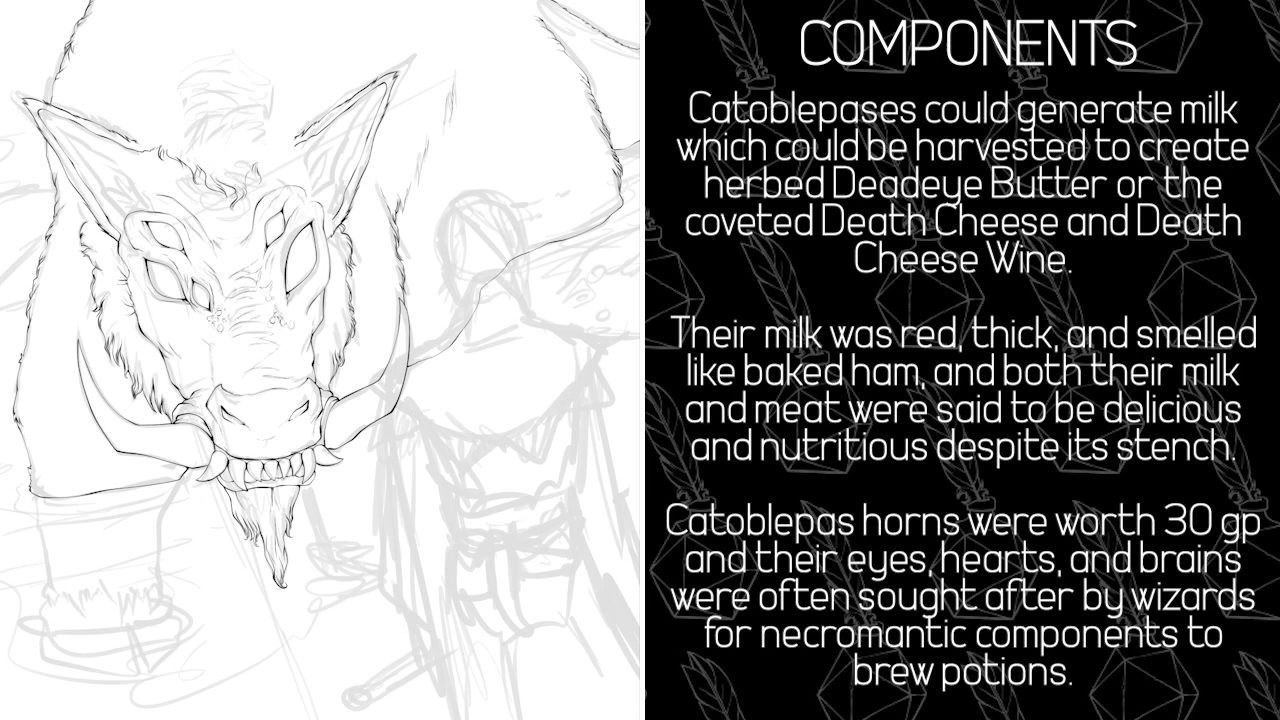 COMPONENTS
Catoblepases could generate milk
which could be harvested to create
herbed Deadeye Butter or the
coveted Death Cheese and Death
Cheese Wine.
Their milk was red, thick, and smelled
like baked ham, and both their milk
and meat were said to be delicious
and nutritious despite its stench.
Catoblepas horns were worth 30 gp
and their eyes, hearts, and brains
were often sought after by wizards
for necromantic components to
brew potions.